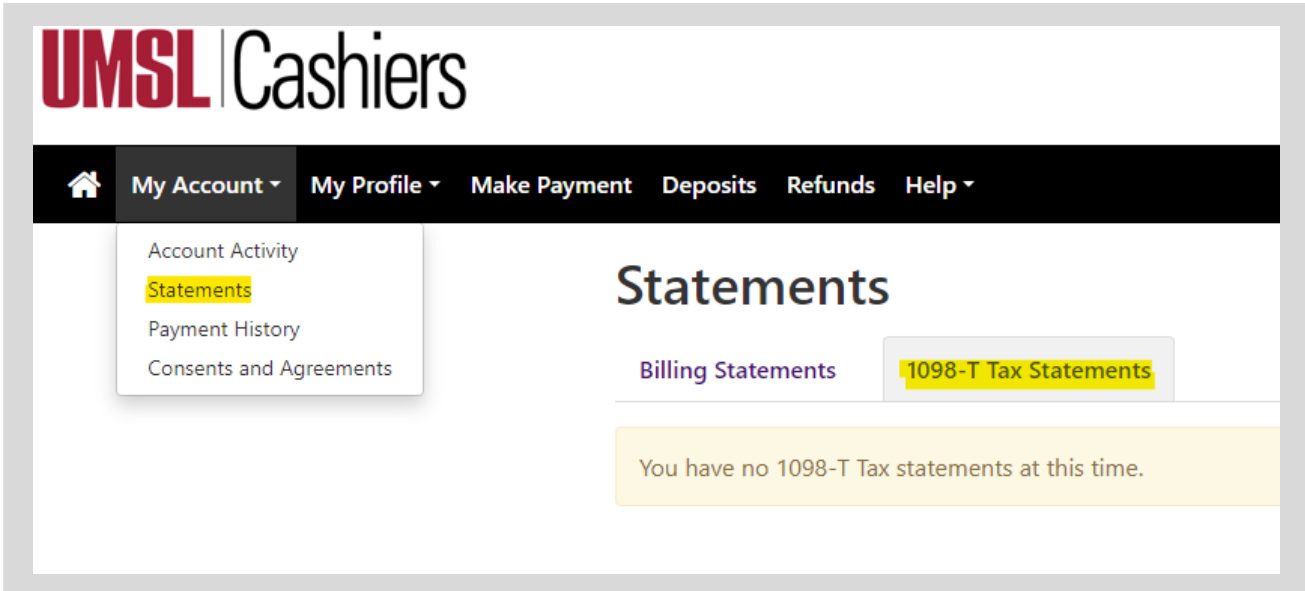 UMSL Cashiers
My Account My Profile Make Payment Deposits Refunds Help
Account Activity
Statements
Payment History
Consents and Agreements
Statements
Billing Statements 1098-T Tax Statements
You have no 1098-T Tax statements at this time.